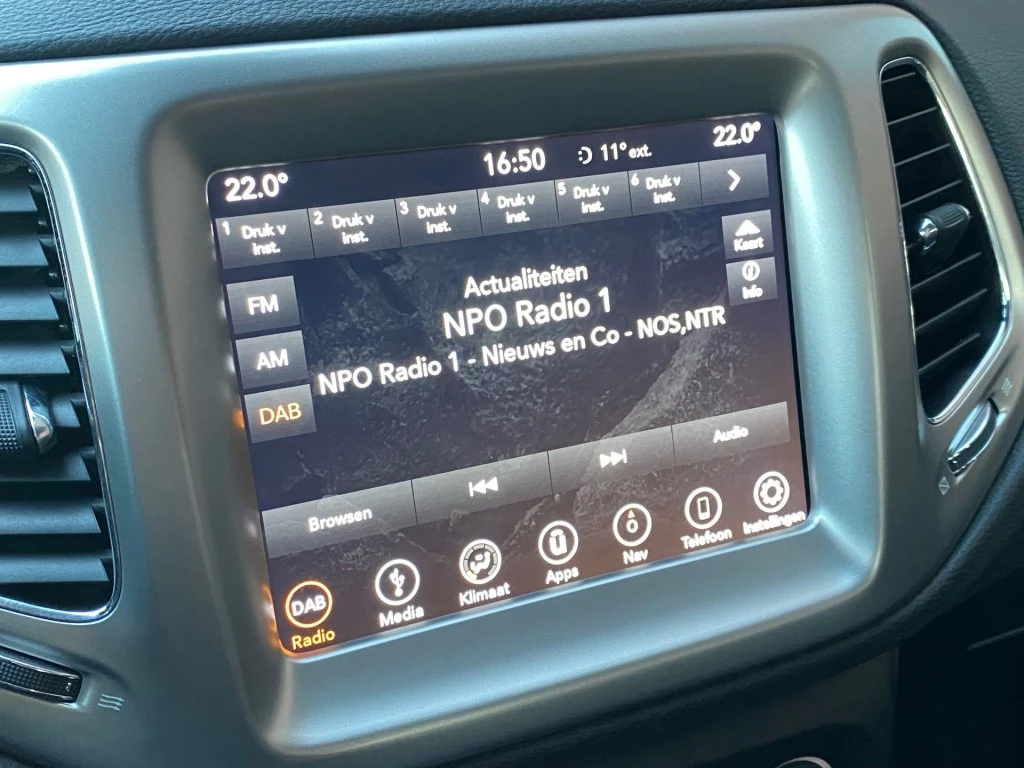 22.0° 16:50 11° ext. 22.0°
1 Druk v Inst. 2 Druk v Inst. 3 Druk v Inst. 4 Druk v Inst. 5 Druk v Inst. 6 Druk v Inst. >
Kaart
Info
FM
AM
DAB
Actualiteiten
NPO Radio 1
NPO Radio 1 - Nieuws en Co - NOS,NTR
Browsen Audio
DAB
Radio Media Klimaat Apps Nav Telefoon Instellingen